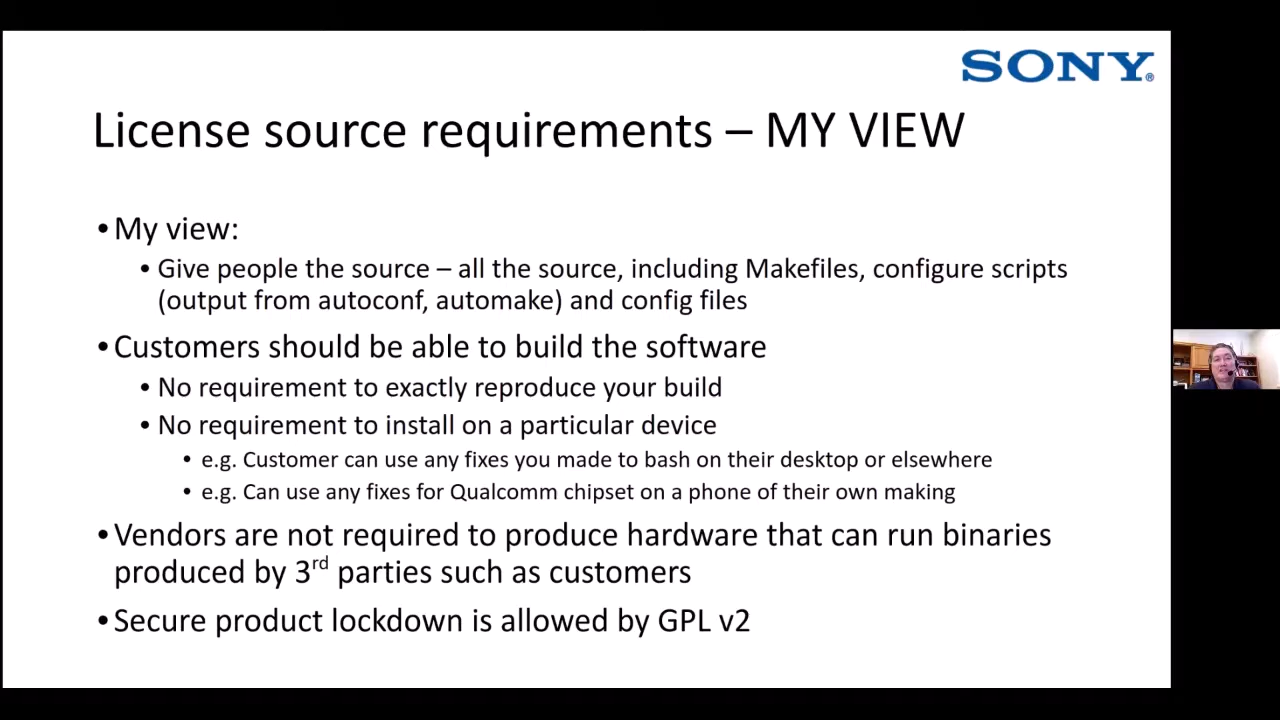 SONY®
License source requirements – MY VIEW
• My view:
• Give people the source – all the source, including Makefiles, configure scripts
(output from autoconf, automake) and config files
• Customers should be able to build the software
• No requirement to exactly reproduce your build
• No requirement to install on a particular device
• e.g. Customer can use any fixes you made to bash on their desktop or elsewhere
• e.g. Can use any fixes for Qualcomm chipset on a phone of their own making
• Vendors are not required to produce hardware that can run binaries
produced by 3rd parties such as customers
• Secure product lockdown is allowed by GPL v2